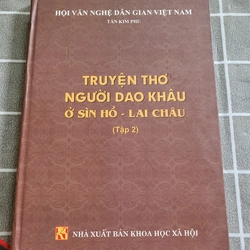 HỘI VĂN NGHỆ DÂN GIAN VIỆT NAM
TẨN KIM PHU
TRUYỆN THƠ
NGƯỜI DAO KHÂU
Ở SÌN HỒ - LAI CHÂU
(Tập 2)
NHÀ XUẤT BẢN KHOA HỌC XÃ HỘI